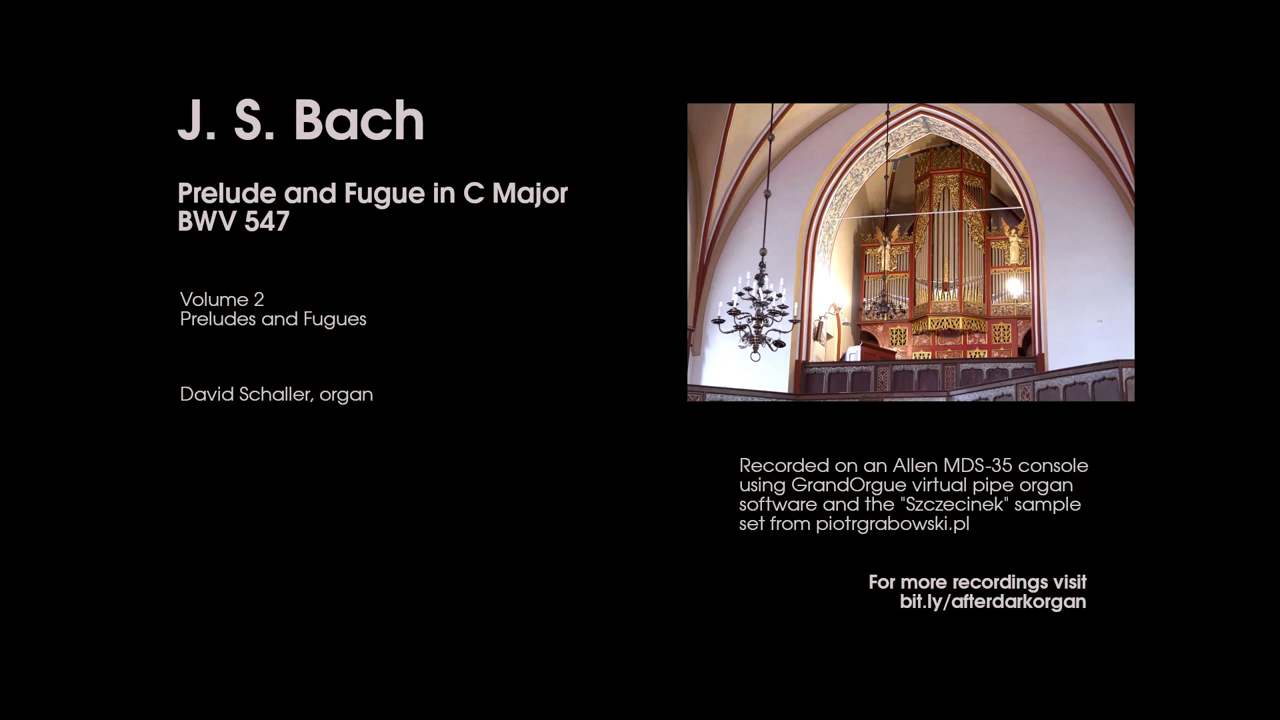 J. S. Bach
Prelude and Fugue in C Major
BWV 547
Volume 2
Preludes and Fugues
David Schaller, organ
Recorded on an Allen MDS-35 console
using GrandOrgue virtual pipe organ
software and the "Szczecinek" sample
set from piotrgrabowski.pl
For more recordings visit
bit.ly/afterdarkorgan